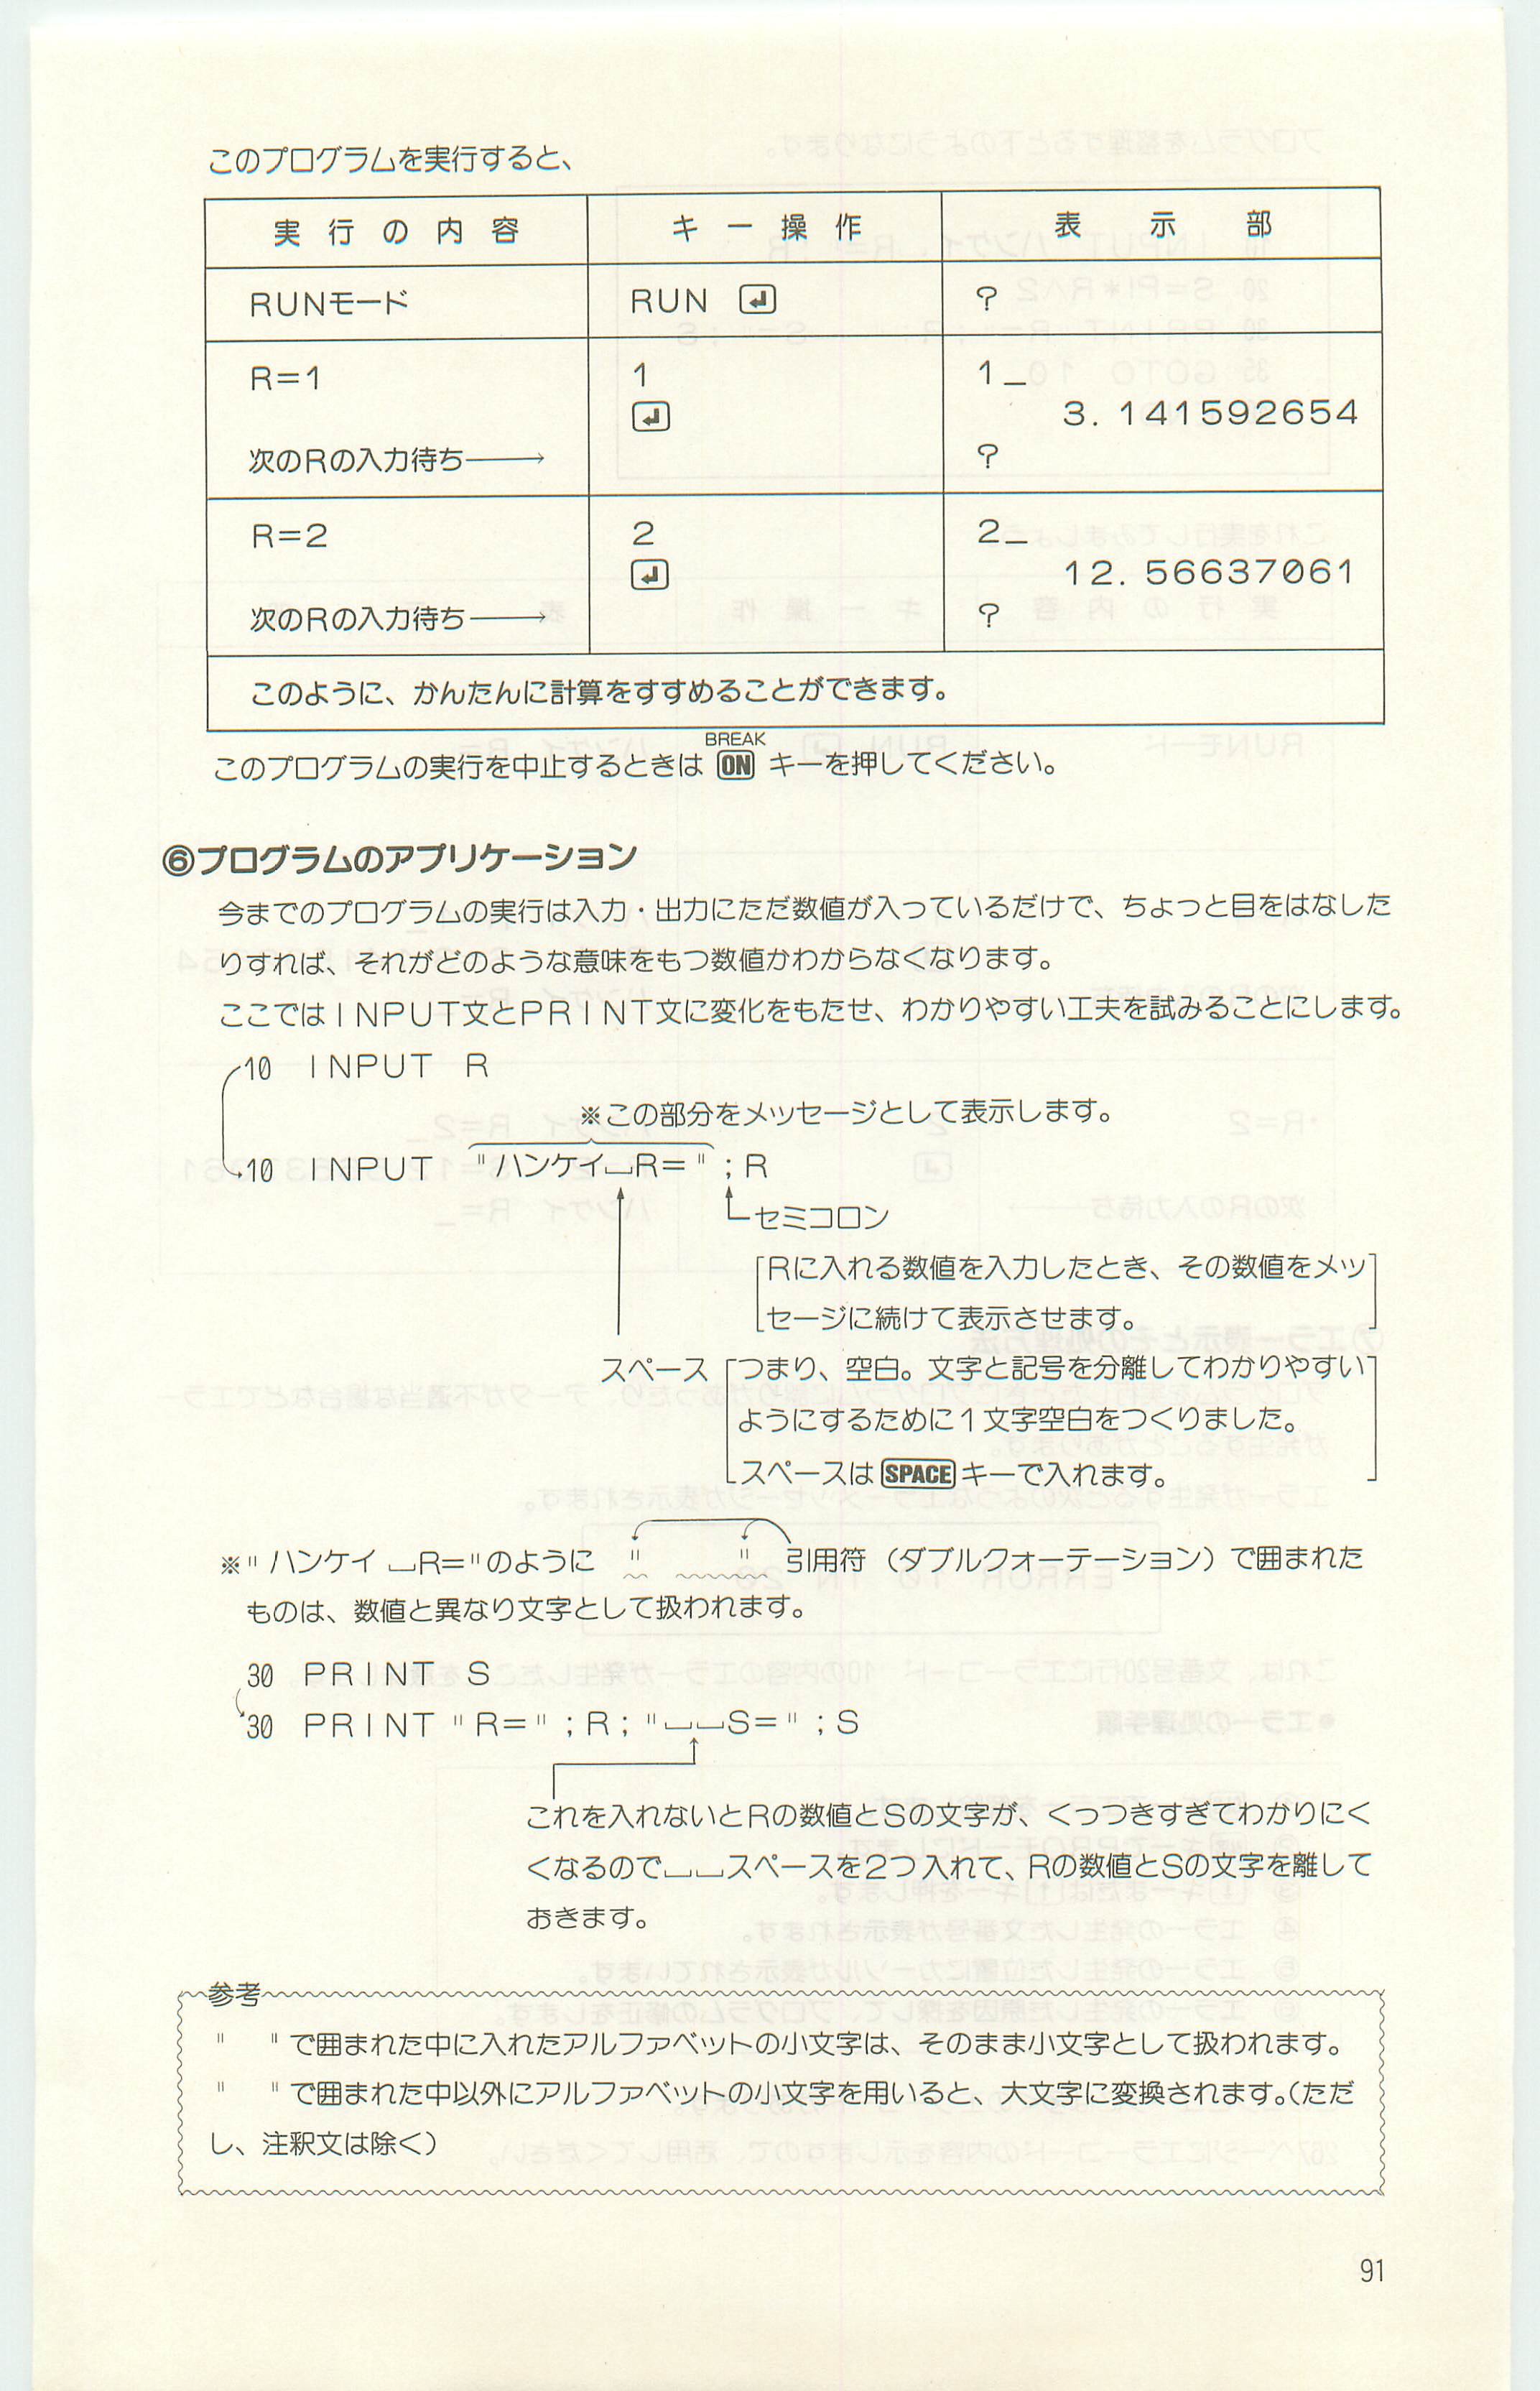 このプログラムを実行すると、
実行の内容 キー操作 表示部
RUNモード RUN ↵ ?
R=1 1 1_
↵ 3.141592654
次のRの入力待ち→ ?
R=2 2 2_
↵ 12.56637061
次のRの入力待ち→ ?
このように、かんたんに計算をすすめることができます。
BREAK
このプログラムの実行を中止するときは ON キーを押してください。
⑥プログラムのアプリケーション
今までのプログラムの実行は入力・出力にただ数値が入っているだけで、ちょっと目をはなした
りすれば、それがどのような意味をもつ数値かわからなくなります。
ここではINPUT文とPRINT文に変化をもたせ、わかりやすい工夫を試みることにします。
10 INPUT R
※この部分をメッセージとして表示します。
10 INPUT "ハンケイ⎵R=";R
セミコロン
Rに入れる数値を入力したとき、その数値をメッ
セージに続けて表示させます。
スペース つまり、空白。文字と記号を分離してわかりやすい
ようにするために1文字空白をつくりました。
スペースは SPACE キーで入れます。
※"ハンケイ⎵R="のように " " 引用符（ダブルクォーテーション）で囲まれた
ものは、数値と異なり文字として扱われます。
30 PRINT S
30 PRINT "R=";R;"⎵⎵S=";S
これを入れないとRの数値とSの文字が、くっつきすぎてわかりにく
くなるので⎵⎵スペースを2つ入れて、Rの数値とSの文字を離して
おきます。
参考
" "で囲まれた中に入れたアルファベットの小文字は、そのまま小文字として扱われます。
" "で囲まれた中以外にアルファベットの小文字を用いると、大文字に変換されます。（ただ
し、注釈文は除く）
91